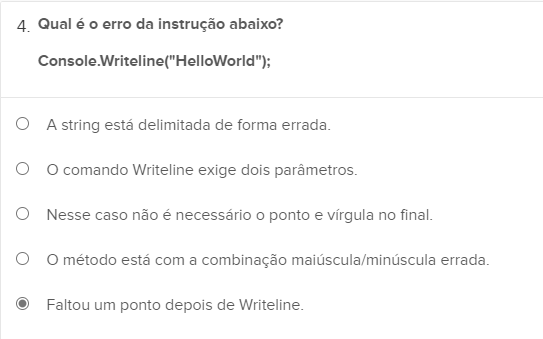 4. Qual é o erro da instrução abaixo?
Console.Writeline("HelloWorld");
A string está delimitada de forma errada.
O comando Writeline exige dois parâmetros.
Nesse caso não é necessário o ponto e vírgula no final.
O método está com a combinação maiúscula/minúscula errada.
Faltou um ponto depois de Writeline.